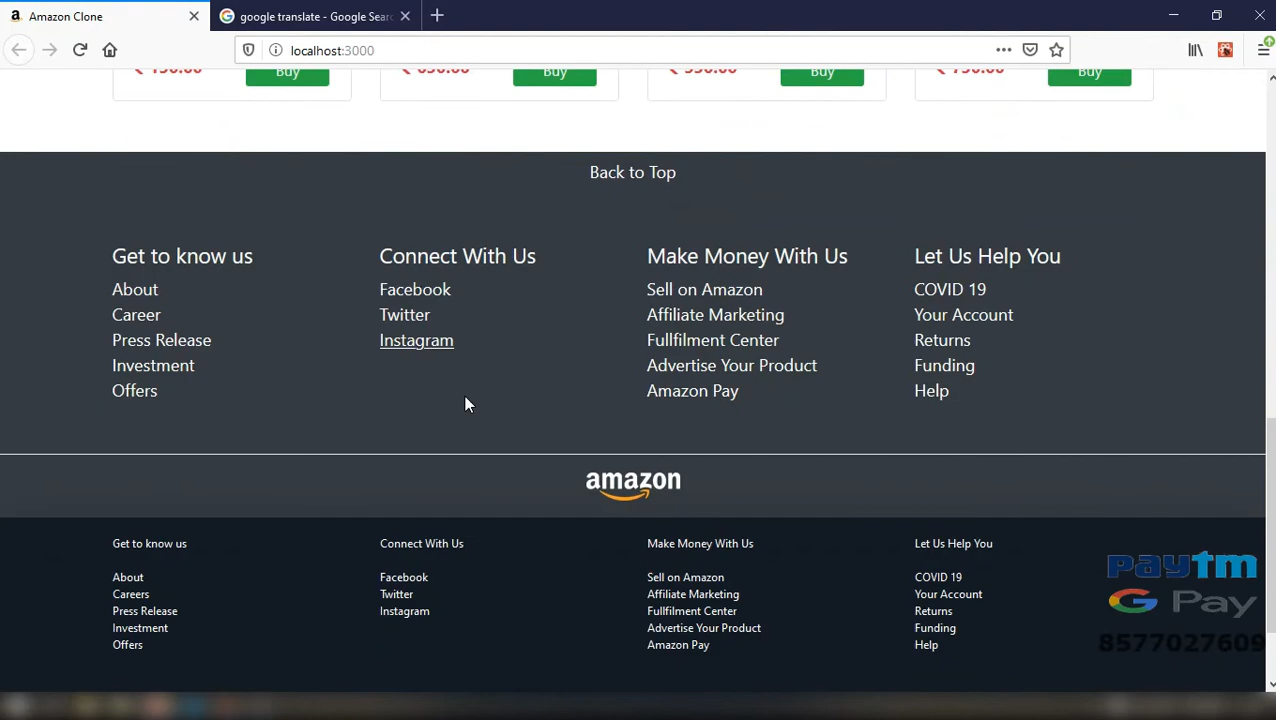 Amazon Clone
google translate - Google Sear
localhost:3000
Buy Buy Buy Buy
Back to Top
Get to know us
About
Career
Press Release
Investment
Offers
Connect With Us
Facebook
Twitter
Instagram
Make Money With Us
Sell on Amazon
Affiliate Marketing
Fullfilment Center
Advertise Your Product
Amazon Pay
Let Us Help You
COVID 19
Your Account
Returns
Funding
Help
amazon
Get to know us
About
Careers
Press Release
Investment
Offers
Connect With Us
Facebook
Twitter
Instagram
Make Money With Us
Sell on Amazon
Affiliate Marketing
Fullfilment Center
Advertise Your Product
Amazon Pay
Let Us Help You
COVID 19
Your Account
Returns
Funding
Help
paytm
G Pay
8577027609